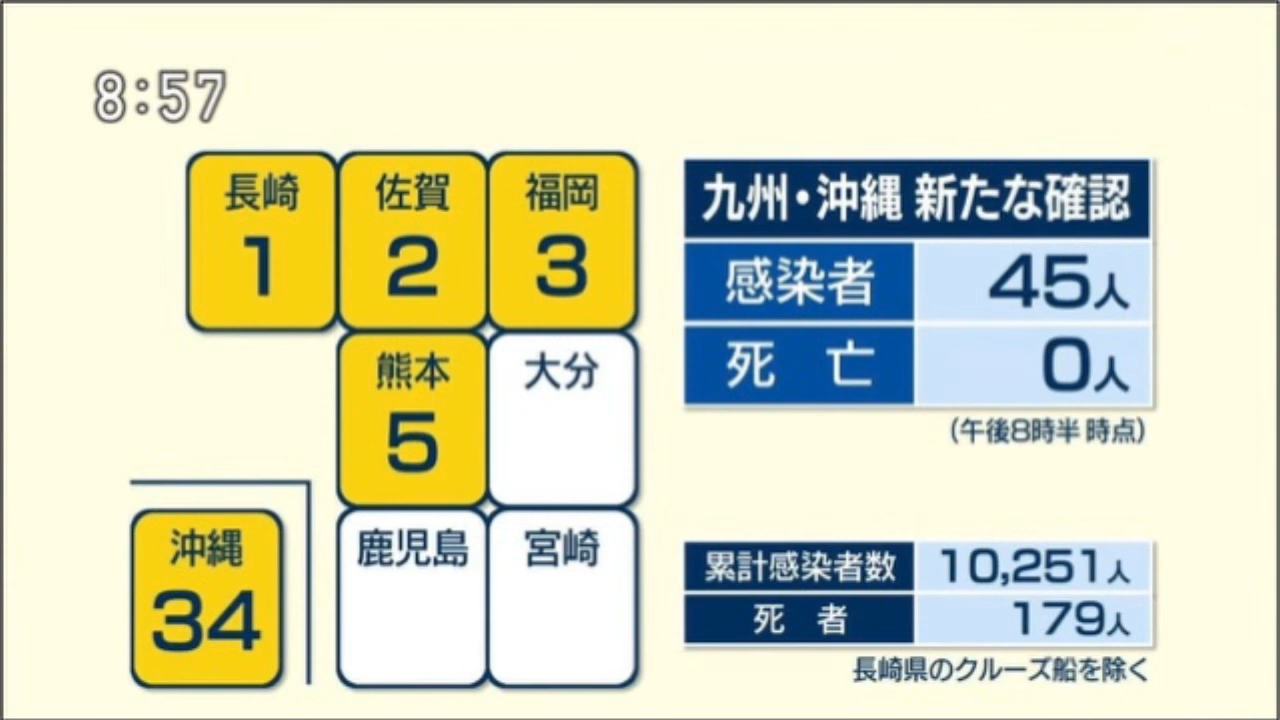 8:57
長崎
1
佐賀
2
福岡
3
熊本
5
大分
沖縄
34
鹿児島
宮崎
九州・沖縄 新たな確認
感染者 45人
死 亡 0人
(午後8時半 時点)
累計感染者数 10,251人
死 者 179人
長崎県のクルーズ船を除く